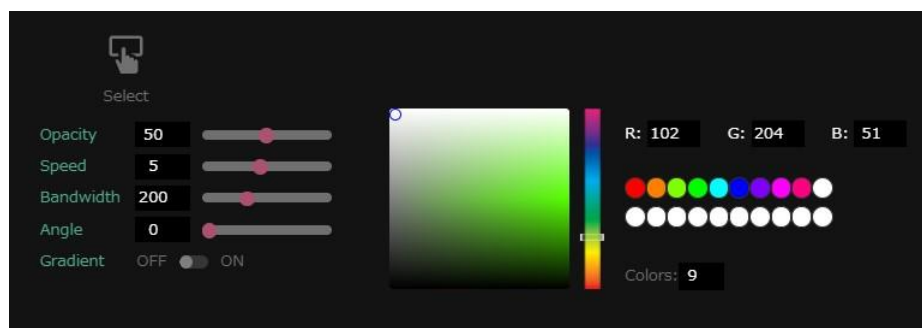 Select
Opacity 50
Speed 5
Bandwidth 200
Angle 0
Gradient OFF ON
R: 102 G: 204 B: 51
Colors: 9